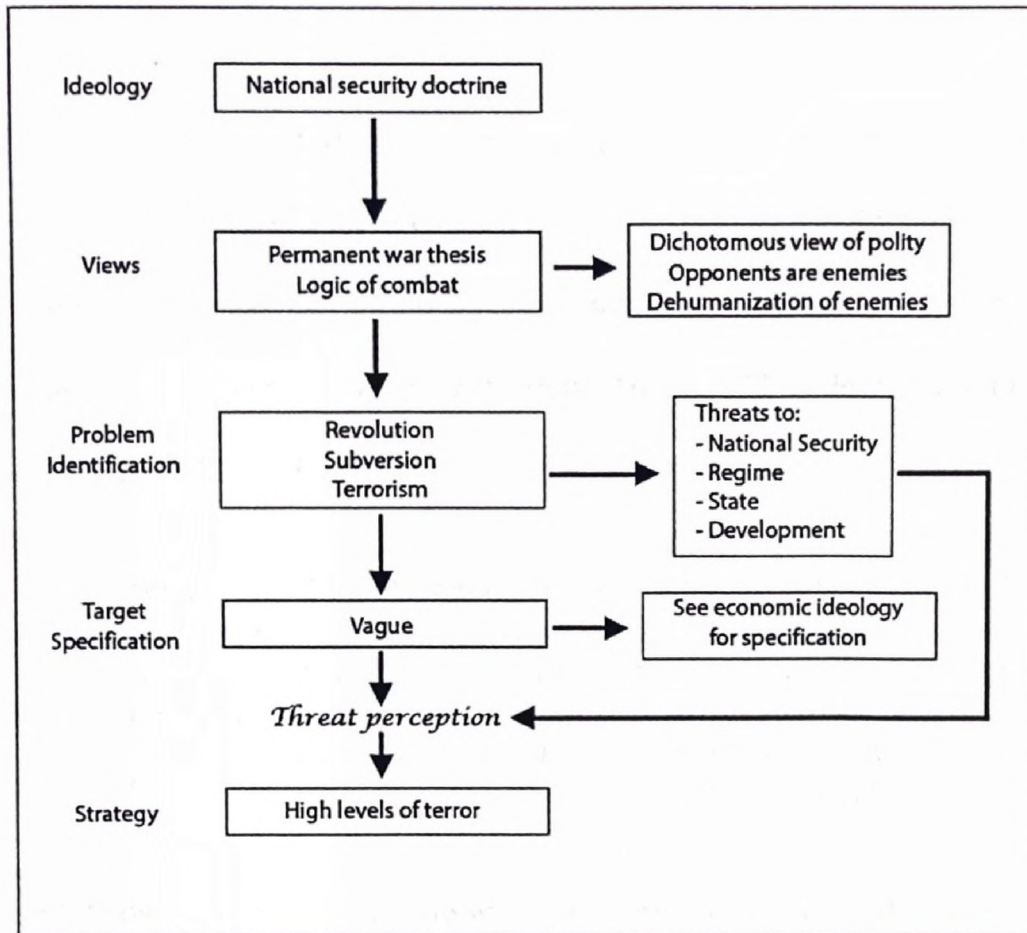 Ideology
National security doctrine
Views
Permanent war thesis
Logic of combat
Dichotomous view of polity
Opponents are enemies
Dehumanization of enemies
Problem
Identification
Revolution
Subversion
Terrorism
Threats to:
- National Security
- Regime
- State
- Development
Target
Specification
Vague
See economic ideology
for specification
Threat perception
Strategy
High levels of terror